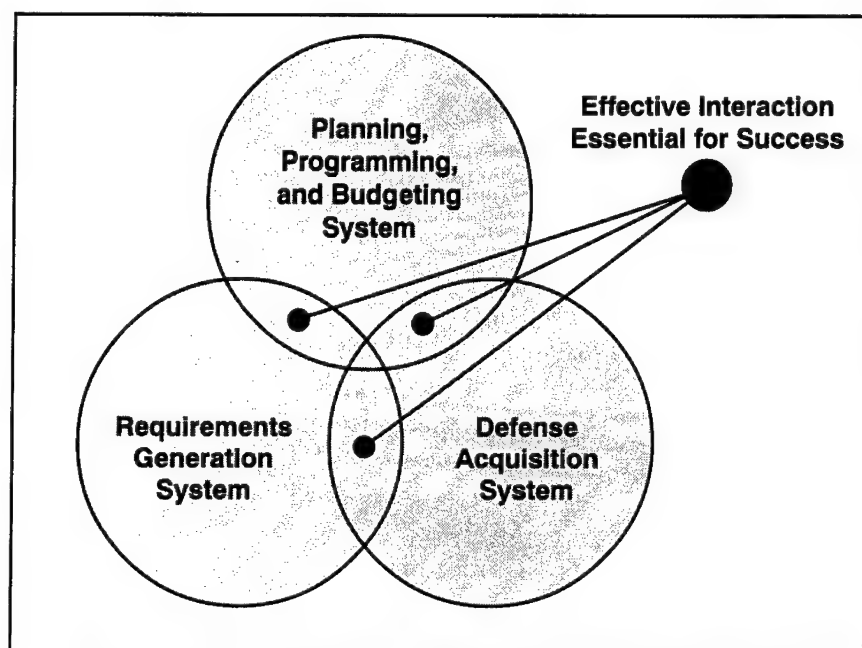 Planning,
Programming,
and Budgeting
System
Effective Interaction
Essential for Success
Requirements
Generation
System
Defense
Acquisition
System